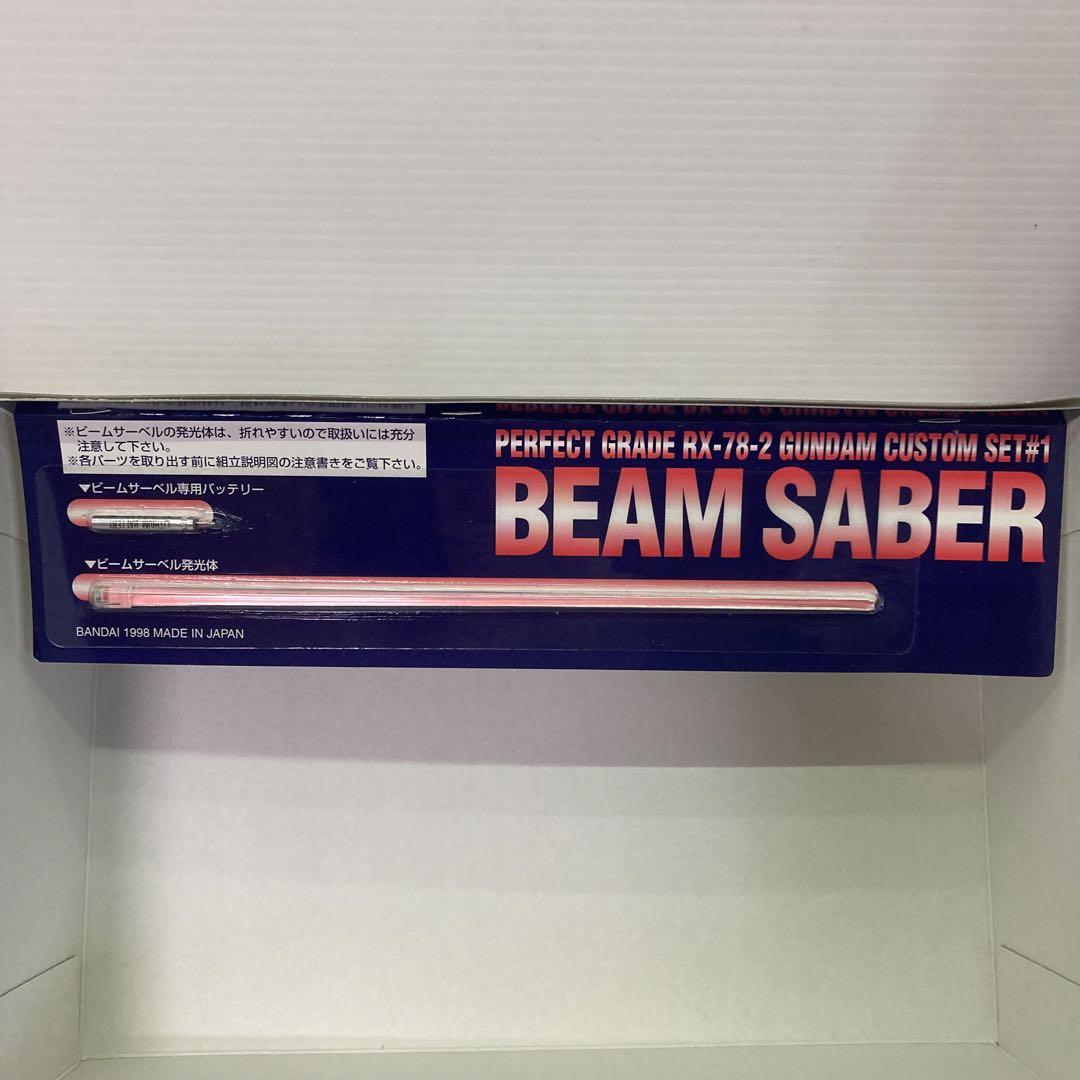 ※ビームサーベルの発光体は、折れやすいので取扱いには充分
注意して下さい。
※各パーツを取り出す前に組立説明図の注意書きをご覧下さい。
▼ビームサーベル専用バッテリー
▼ビームサーベル発光体
BANDAI 1998 MADE IN JAPAN
PERFECT GRADE RX-78-2 GUNDAM CUSTOM SET#1
BEAM SABER